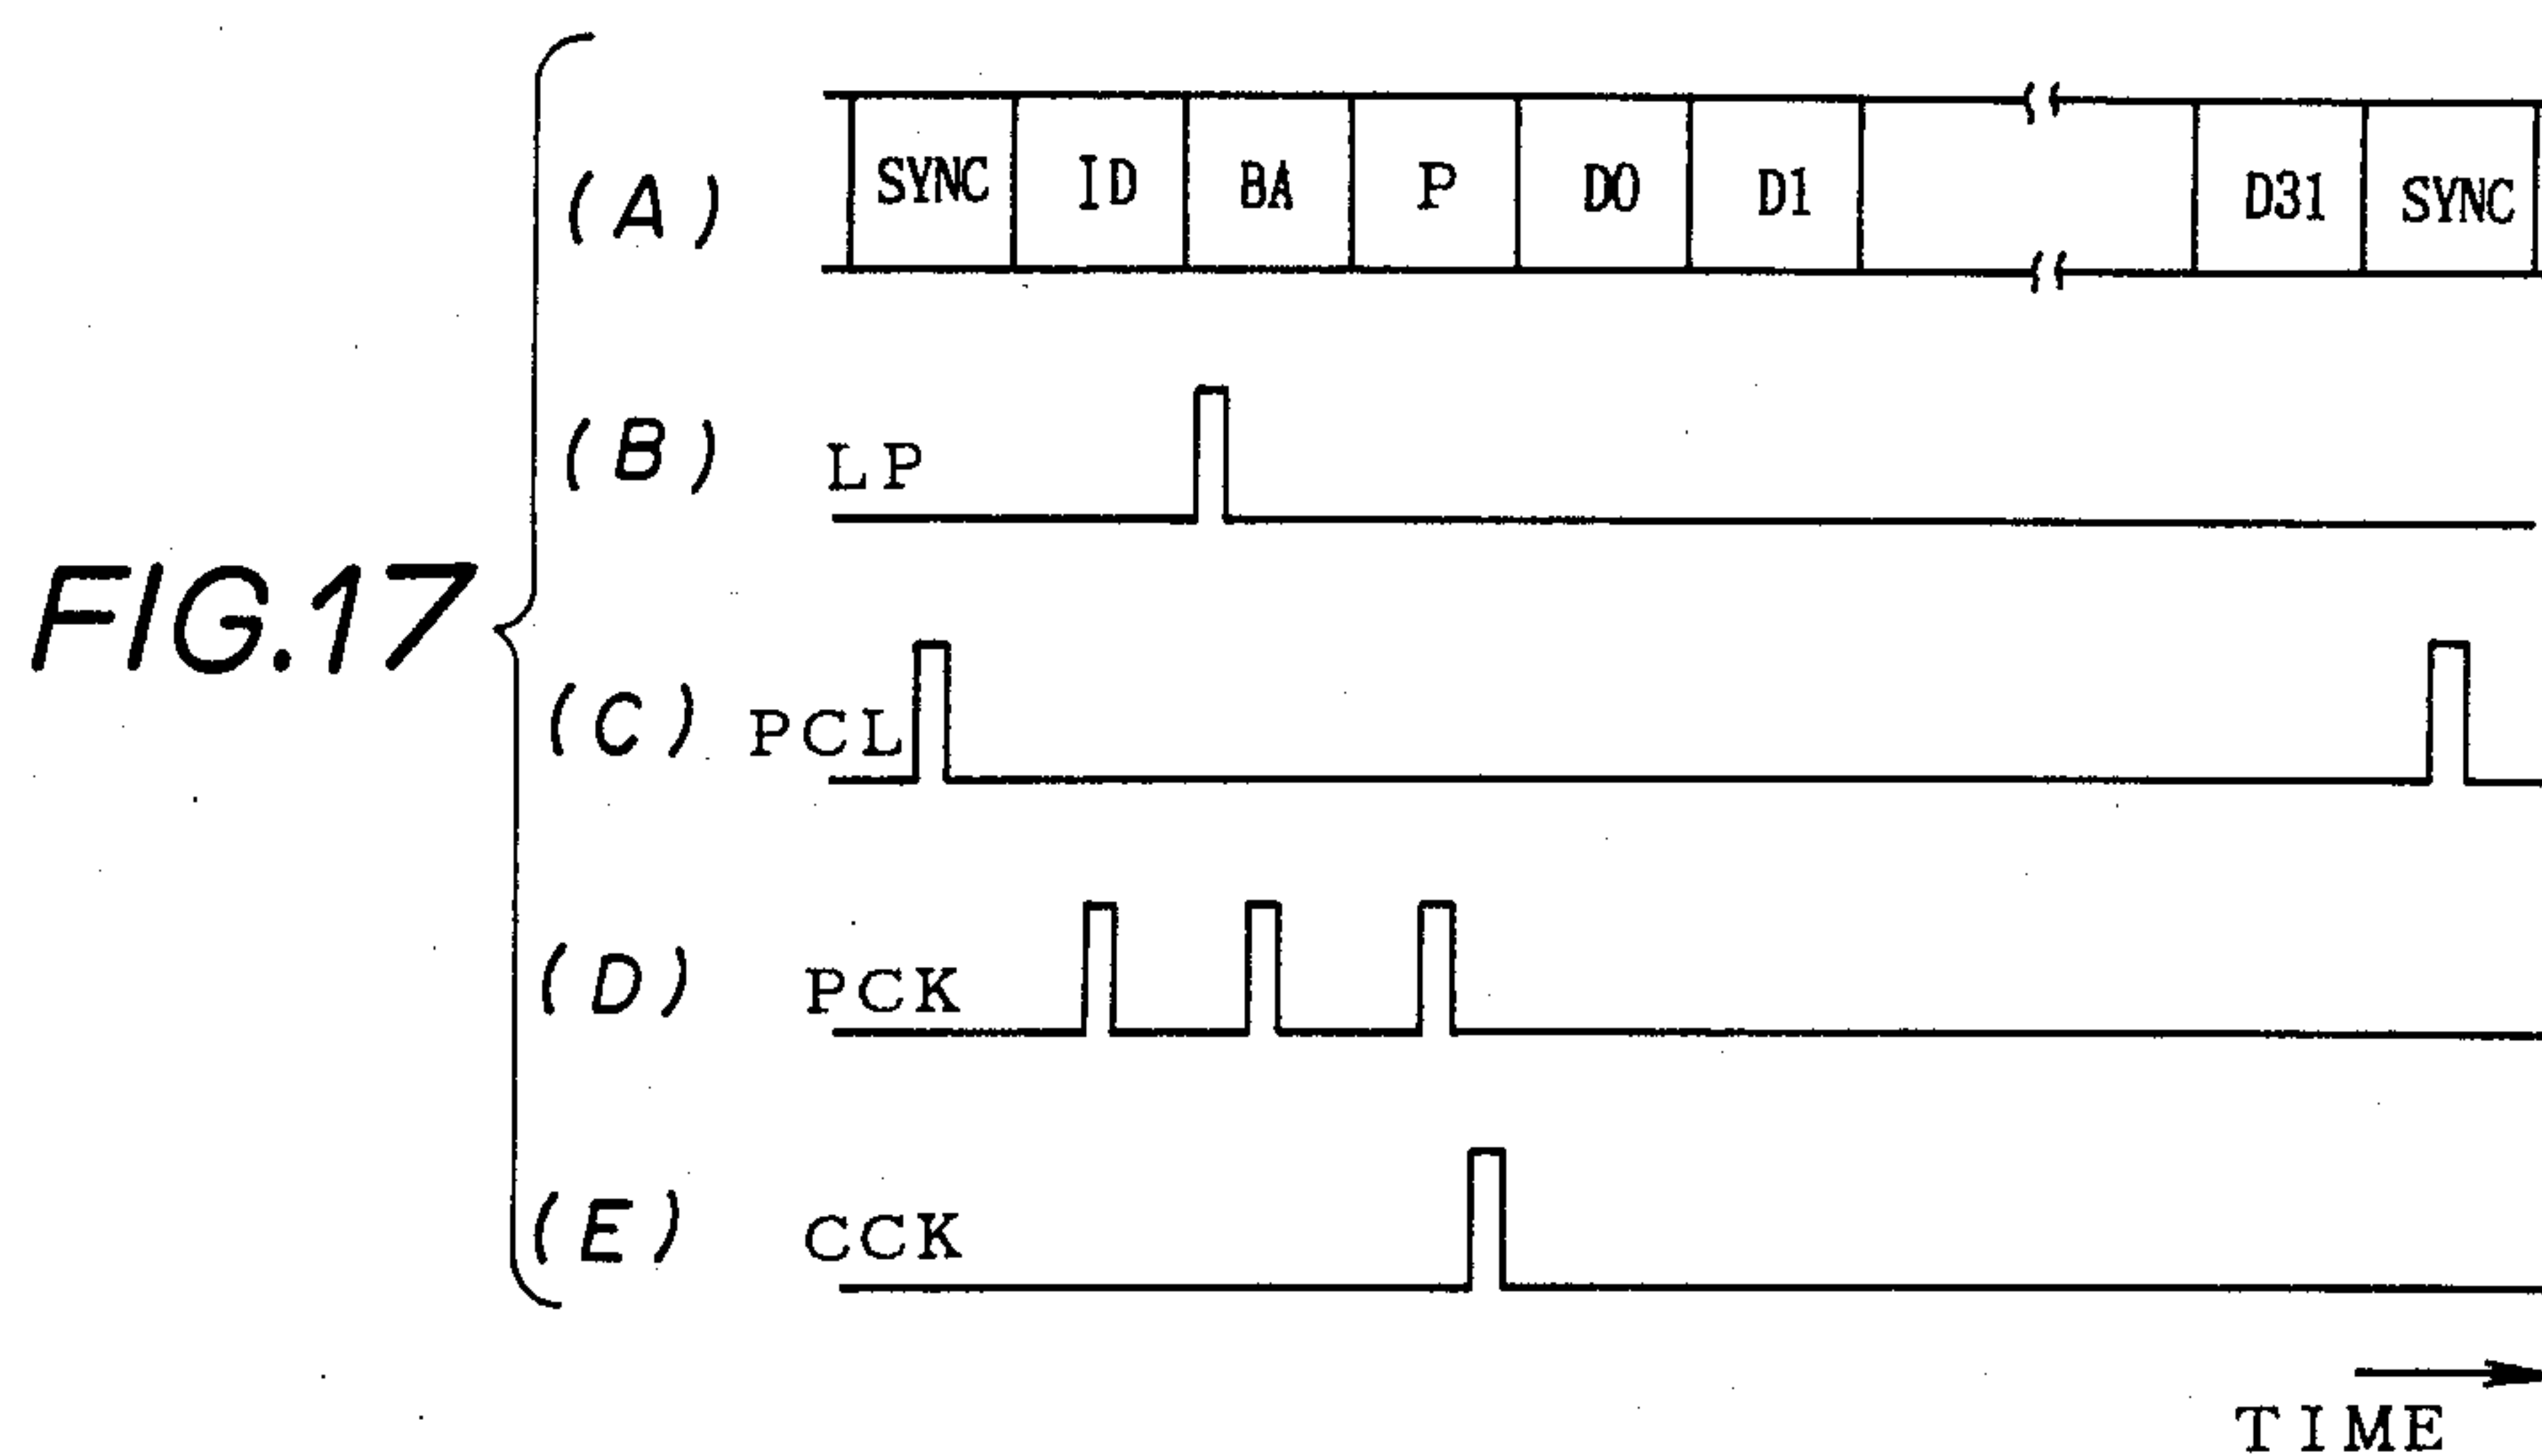 FIG.17
(A) SYNC ID BA P D0 D1 D31 SYNC
(B) LP
(C) PCL
(D) PCK
(E) CCK
TIME